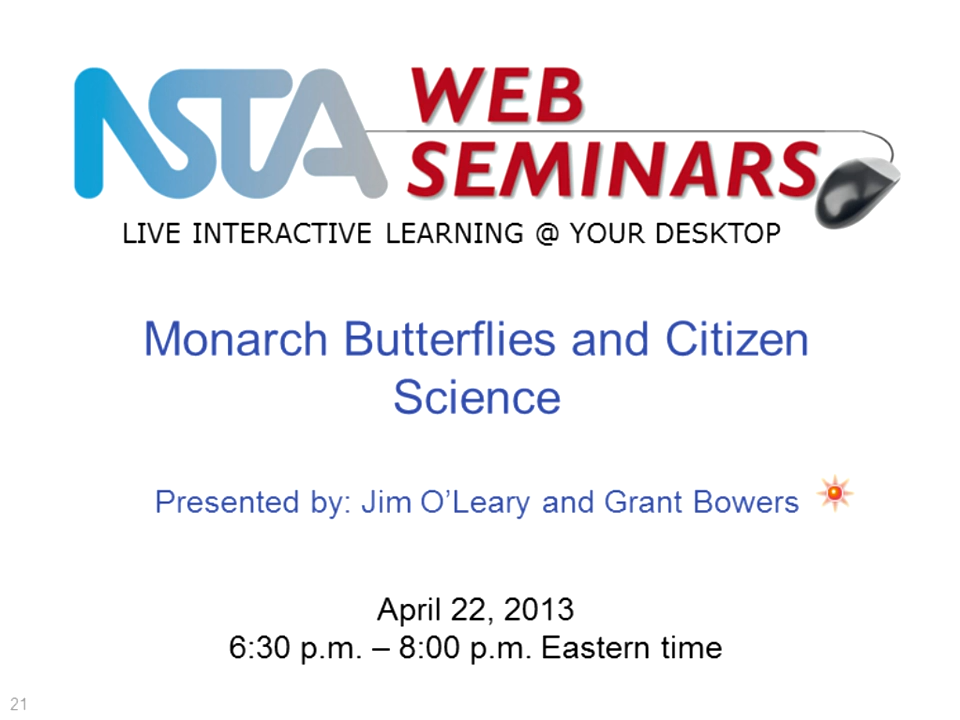 NSTA WEB
SEMINARS
LIVE INTERACTIVE LEARNING @ YOUR DESKTOP
Monarch Butterflies and Citizen
Science
Presented by: Jim O’Leary and Grant Bowers
April 22, 2013
6:30 p.m. – 8:00 p.m. Eastern time
21